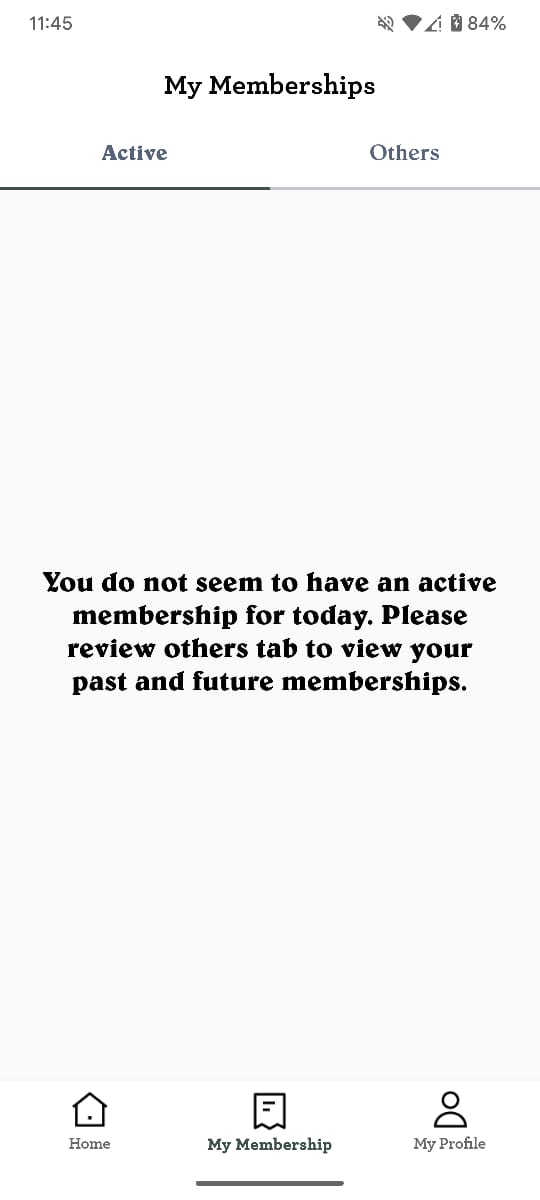 11:45
84%
My Memberships
Active
Others
You do not seem to have an active
membership for today. Please
review others tab to view your
past and future memberships.
Home
My Membership
My Profile